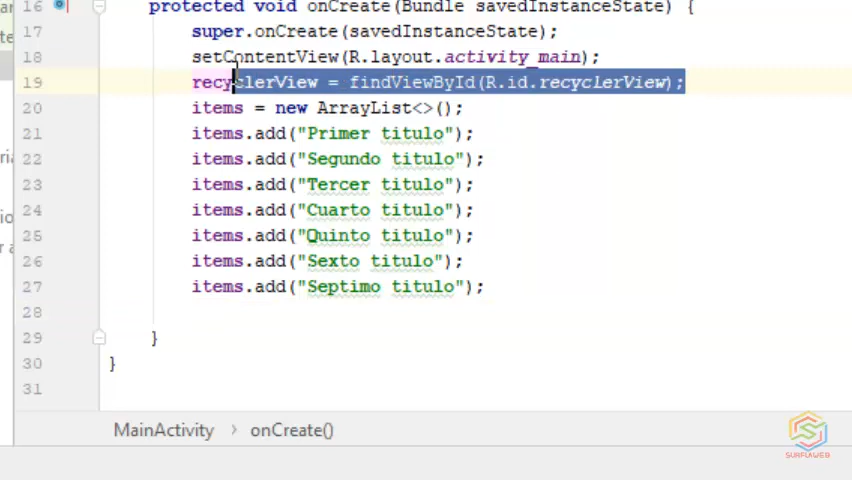 16 protected void onCreate(Bundle savedInstanceState) {
17 super.onCreate(savedInstanceState);
18 setContentView(R.layout.activity_main);
19 recyclerView = findViewById(R.id.recyclerView);
20 items = new ArrayList<>();
21 items.add("Primer titulo");
22 items.add("Segundo titulo");
23 items.add("Tercer titulo");
24 items.add("Cuarto titulo");
25 items.add("Quinto titulo");
26 items.add("Sexto titulo");
27 items.add("Septimo titulo");
28
29 }
30 }
31
MainActivity > onCreate()
SURFLAWEB